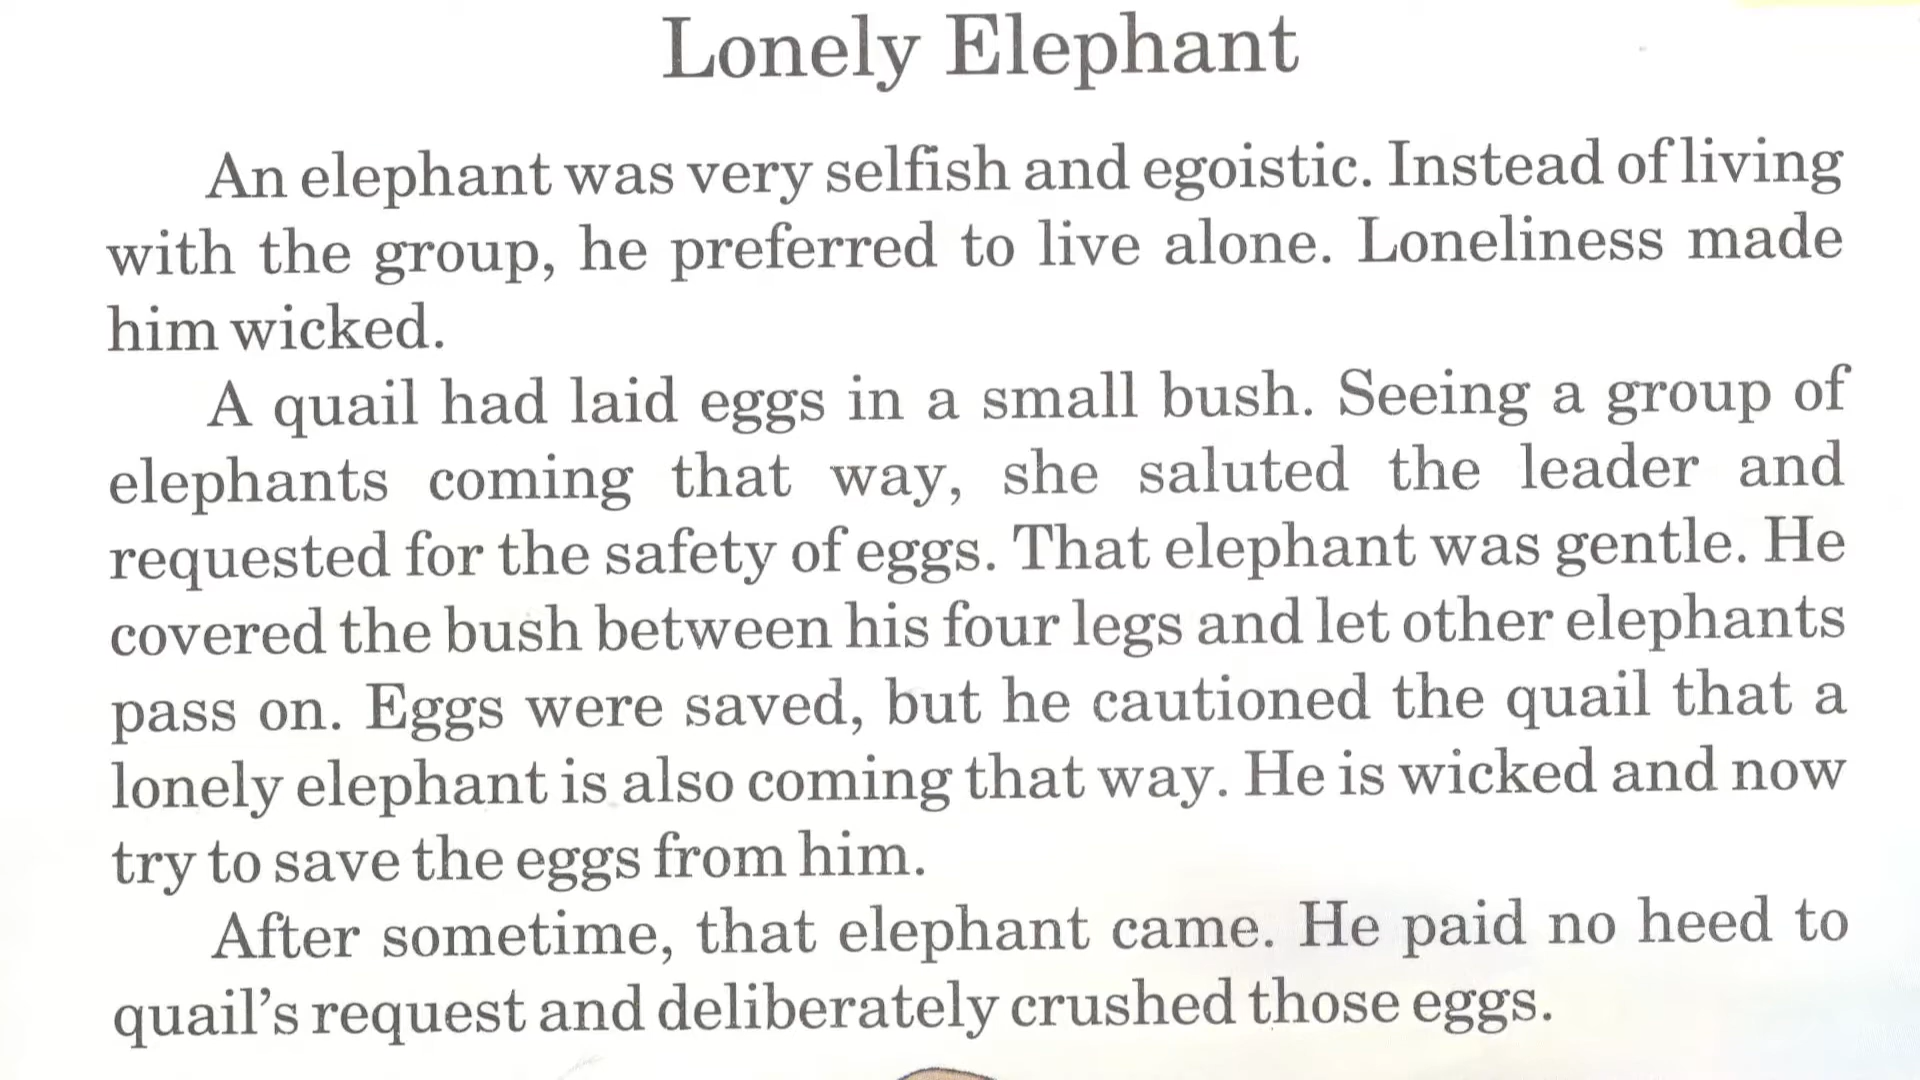 Lonely Elephant
An elephant was very selfish and egoistic. Instead of living
with the group, he preferred to live alone. Loneliness made
him wicked.
A quail had laid eggs in a small bush. Seeing a group of
elephants coming that way, she saluted the leader and
requested for the safety of eggs. That elephant was gentle. He
covered the bush between his four legs and let other elephants
pass on. Eggs were saved, but he cautioned the quail that a
lonely elephant is also coming that way. He is wicked and now
try to save the eggs from him.
After sometime, that elephant came. He paid no heed to
quail's request and deliberately crushed those eggs.